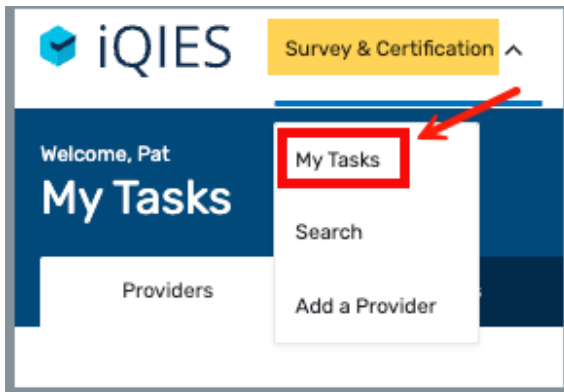 iQIES
Survey & Certification
Welcome, Pat
My Tasks
My Tasks
Search
Providers
Add a Provider